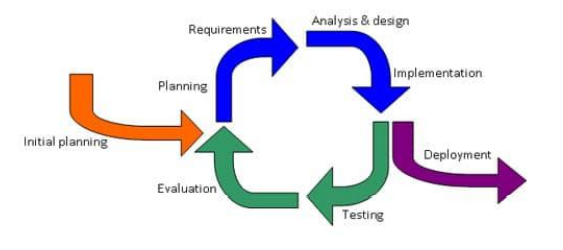 Analysis & design
Requirements
Implementation
Planning
Initial planning
Deployment
Evaluation
Testing